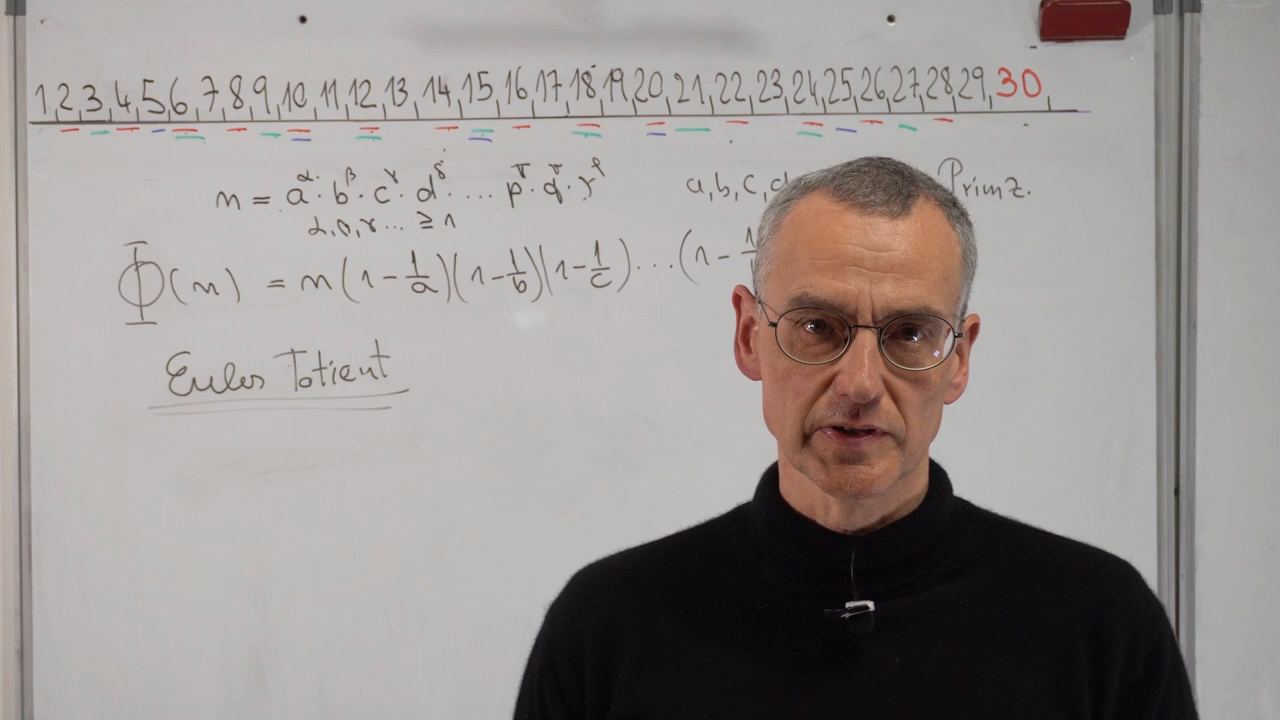 1, 2, 3, 4, 5, 6, 7, 8, 9, 10, 11, 12, 13, 14, 15, 16, 17, 18, 19, 20, 21, 22, 23, 24, 25, 26, 27, 28, 29, 30,
n = a^α · b^β · c^γ · d^δ · ... p^π · q^τ · r^ρ a, b, c, d Primz.
α, β, γ ... ≥ 1
Φ(n) = n(1 - 1/a)(1 - 1/b)(1 - 1/c) ... (1 - 1/
Eulers Totient